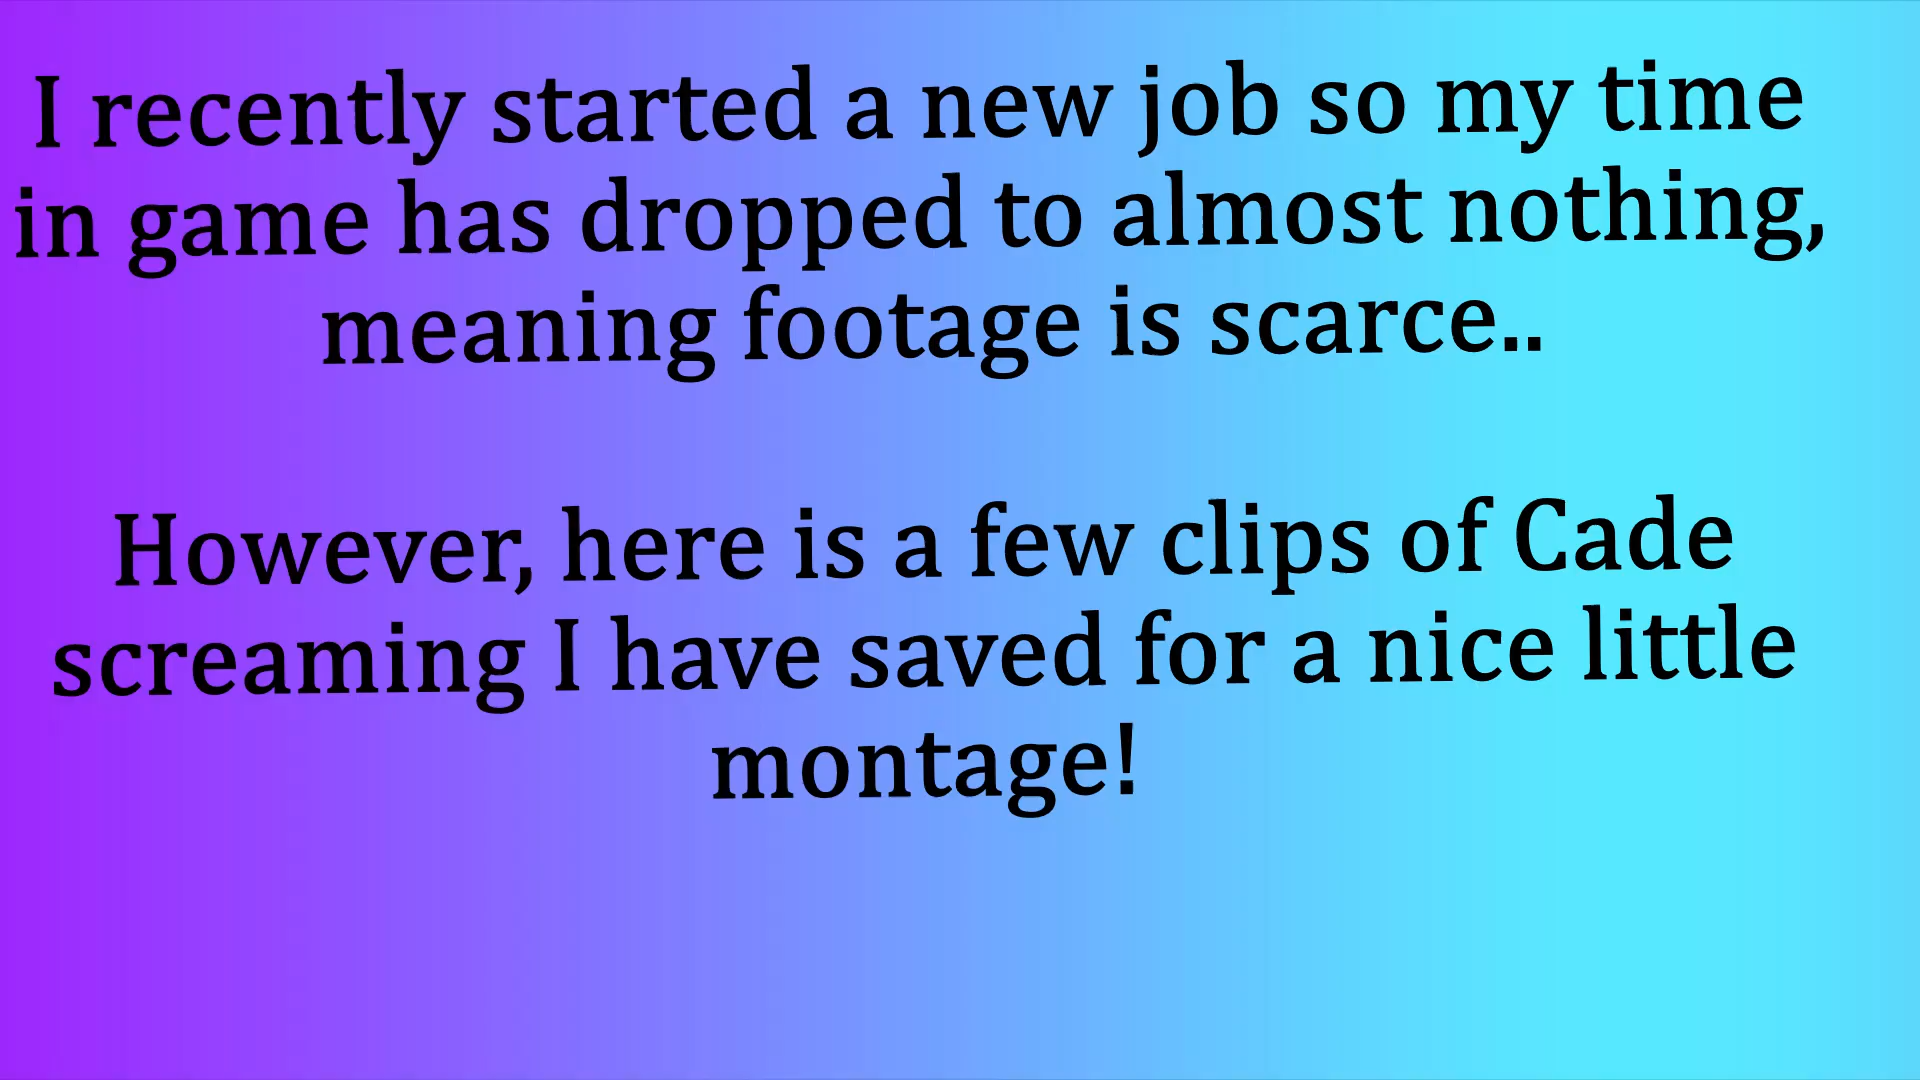 I recently started a new job so my time
in game has dropped to almost nothing,
meaning footage is scarce..
However, here is a few clips of Cade
screaming I have saved for a nice little
montage!